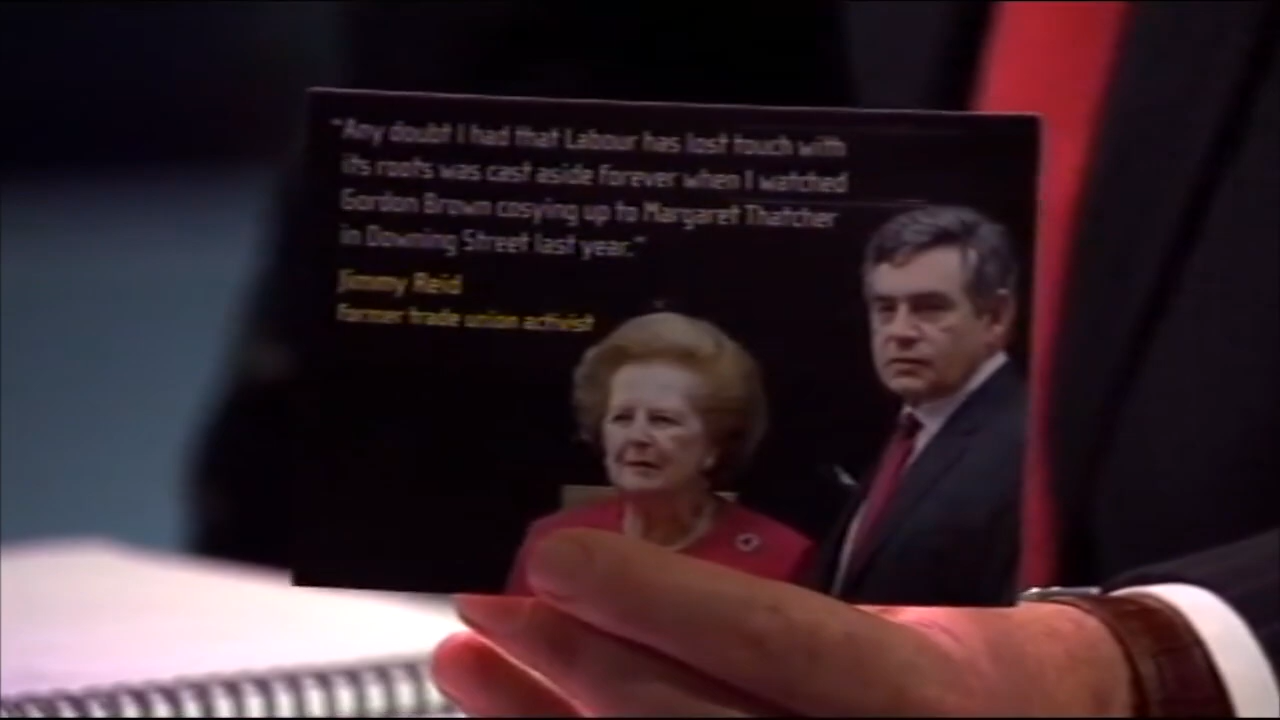 "Any doubt I had that Labour has lost touch with
its roots was cast aside forever when I watched
Gordon Brown cosying up to Margaret Thatcher
in Downing Street last year."
Jimmy Reid
former trade union activist